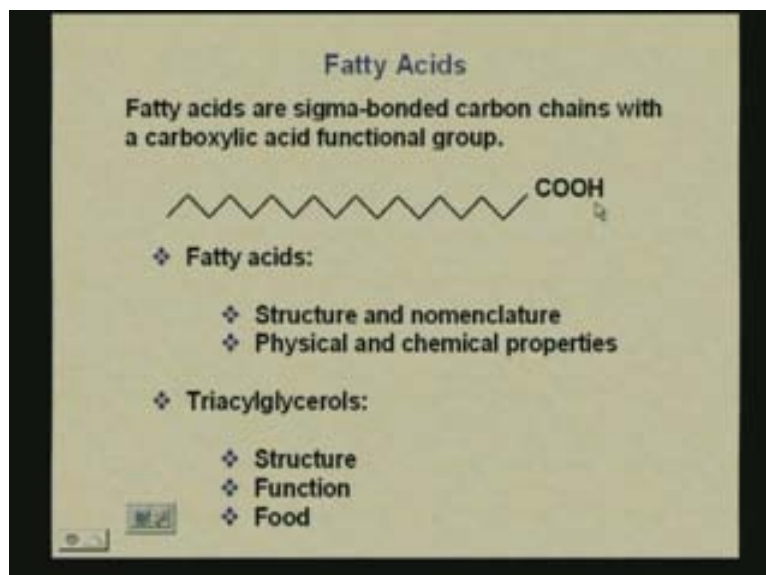 Fatty Acids
Fatty acids are sigma-bonded carbon chains with
a carboxylic acid functional group.
COOH
❖ Fatty acids:
❖ Structure and nomenclature
❖ Physical and chemical properties
❖ Triacylglycerols:
❖ Structure
❖ Function
❖ Food